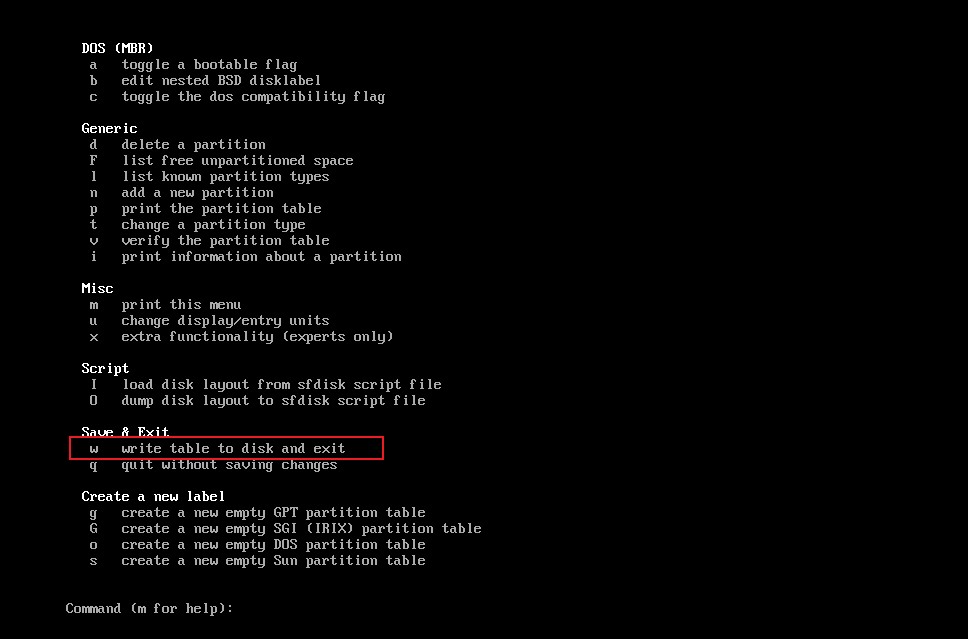 DOS (MBR)
a   toggle a bootable flag
b   edit nested BSD disklabel
c   toggle the dos compatibility flag
Generic
d   delete a partition
F   list free unpartitioned space
l   list known partition types
n   add a new partition
p   print the partition table
t   change a partition type
v   verify the partition table
i   print information about a partition
Misc
m   print this menu
u   change display/entry units
x   extra functionality (experts only)
Script
I   load disk layout from sfdisk script file
O   dump disk layout to sfdisk script file
Save & Exit
w   write table to disk and exit
q   quit without saving changes
Create a new label
g   create a new empty GPT partition table
G   create a new empty SGI (IRIX) partition table
o   create a new empty DOS partition table
s   create a new empty Sun partition table
Command (m for help):